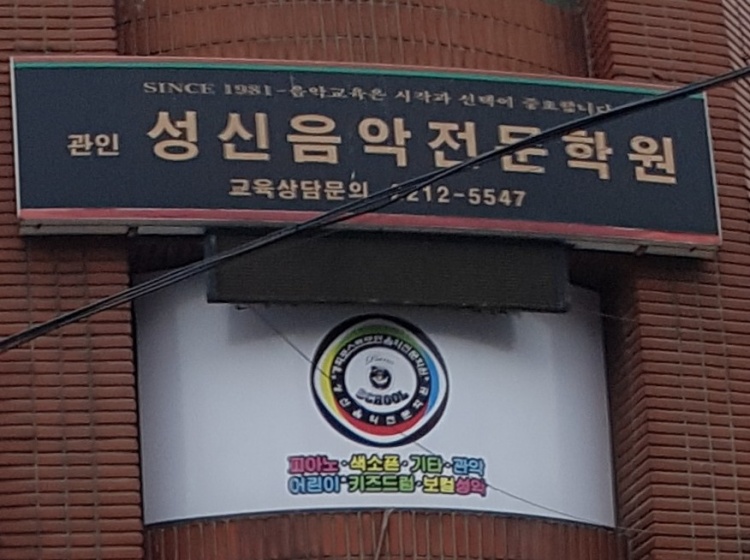 SINCE 1981-음악교육은 시작과 선택이 중요합니다
관인 성신음악전문학원
교육상담문의 212-5547
SCHOOL
피아노·색소폰·기타·관악
어린이·키즈드럼·보컬성악